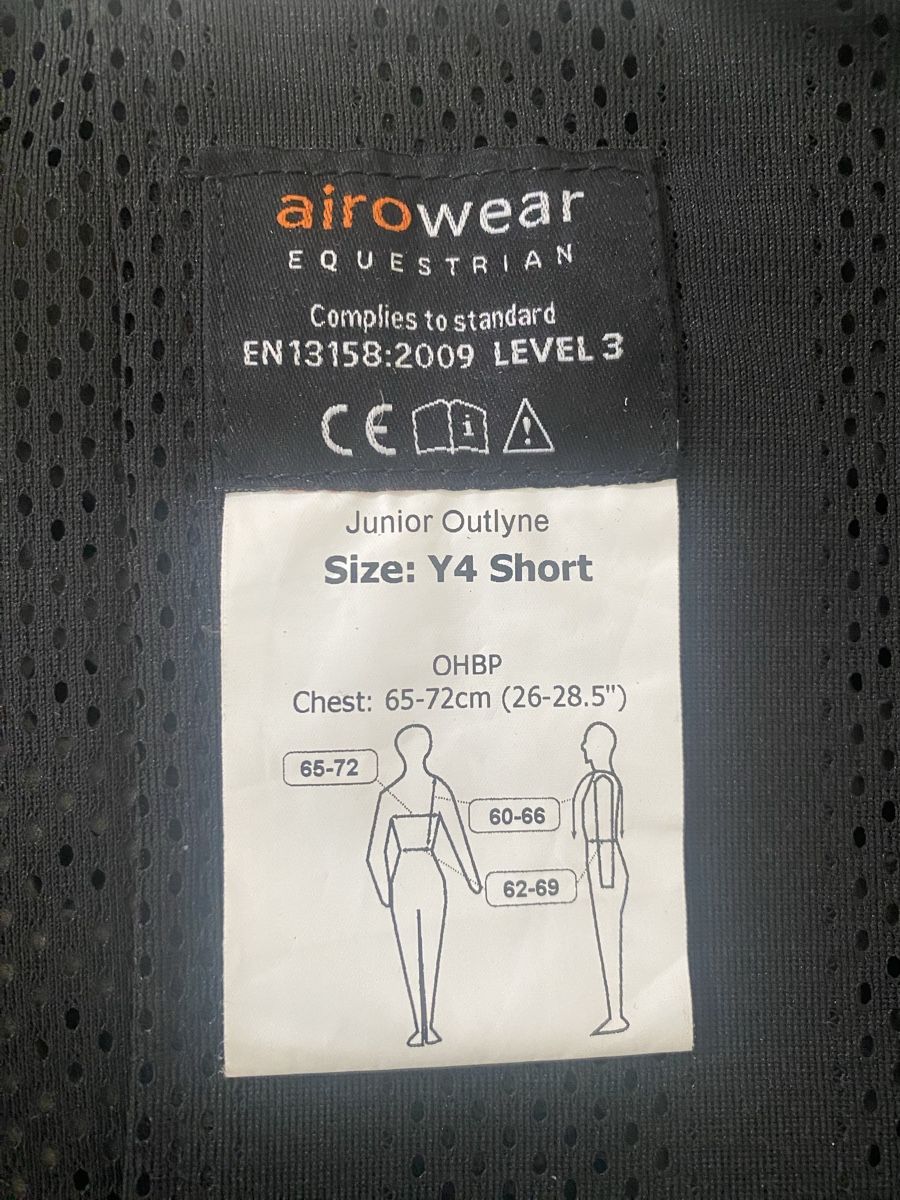 airowear
EQUESTRIAN
Complies to standard
EN13158:2009 LEVEL 3
CE i !
Junior Outlyne
Size: Y4 Short
OHBP
Chest: 65-72cm (26-28.5")
65-72
60-66
62-69